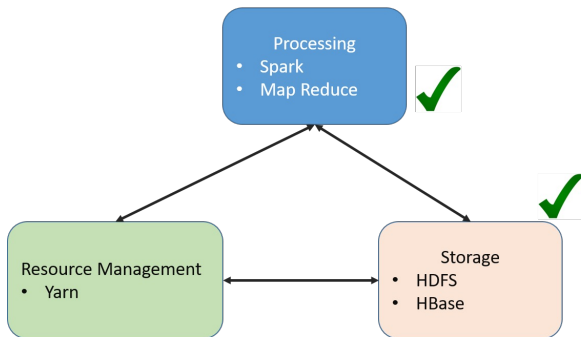 Processing
• Spark
• Map Reduce
Resource Management
• Yarn
Storage
• HDFS
• HBase